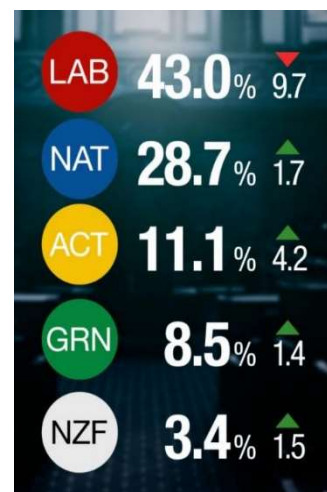 LAB 43.0% 9.7
NAT 28.7% 1.7
ACT 11.1% 4.2
GRN 8.5% 1.4
NZF 3.4% 1.5